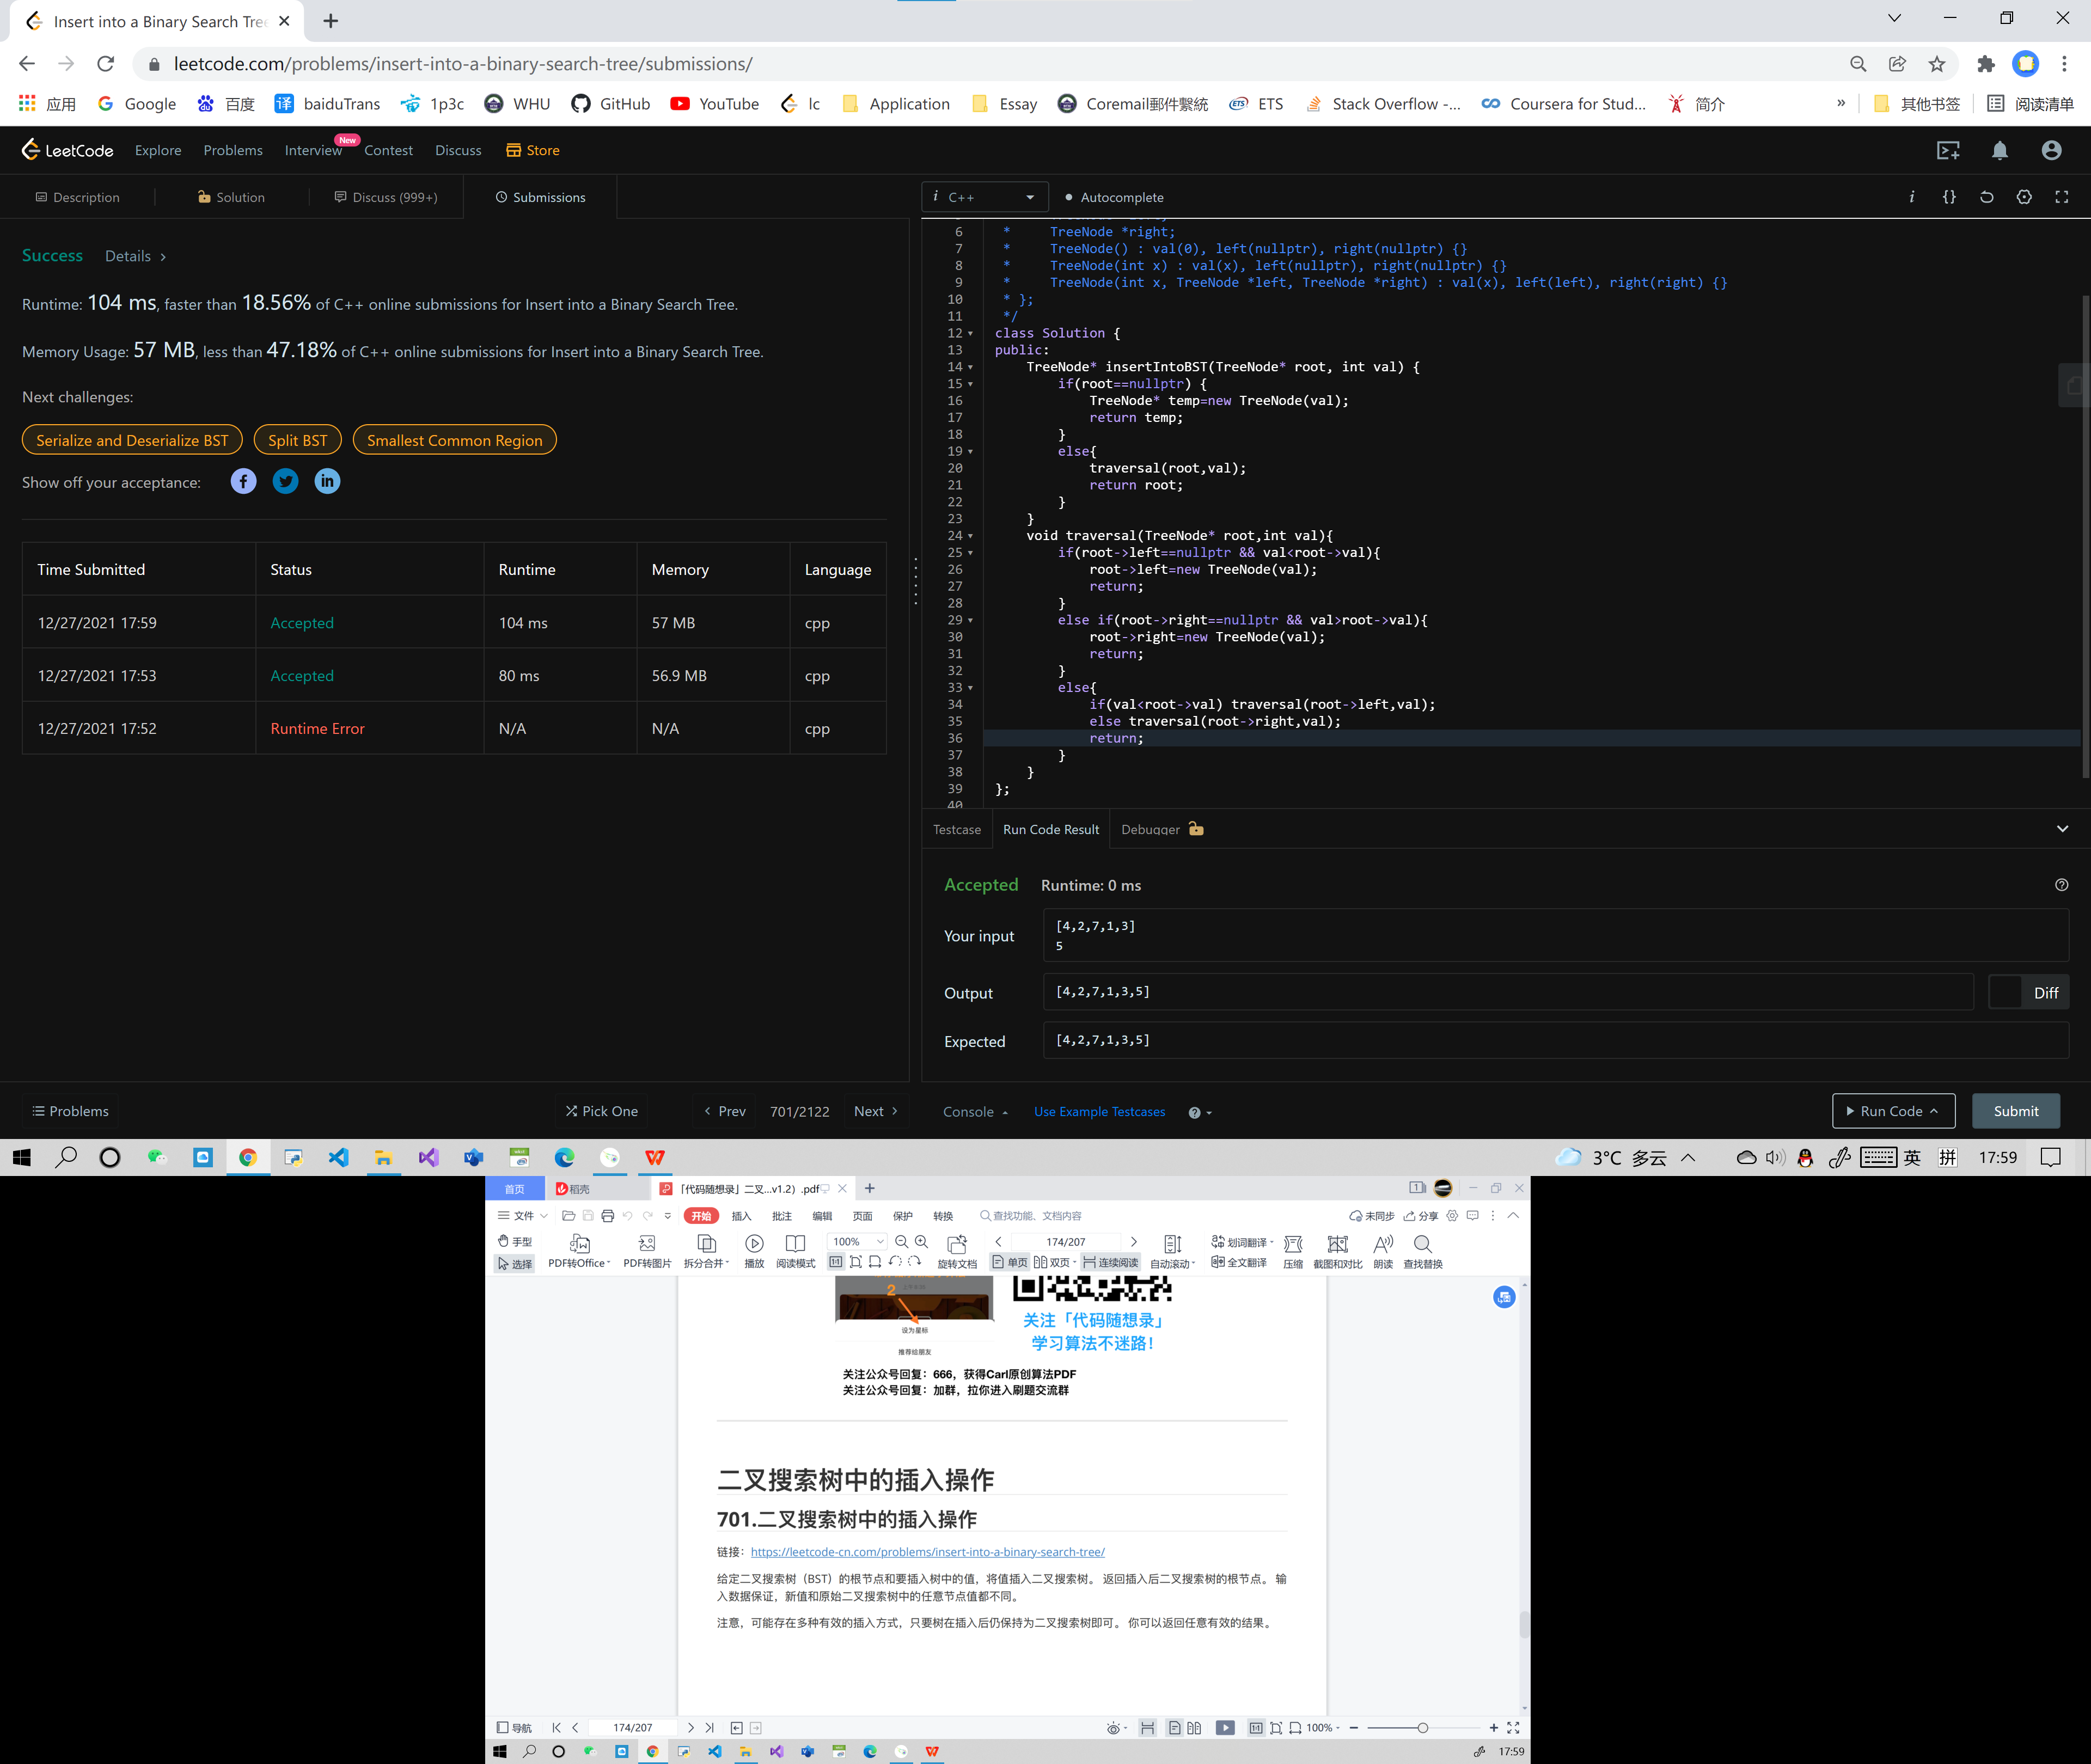 Insert into a Binary Search Tree
leetcode.com/problems/insert-into-a-binary-search-tree/submissions/
应用 Google 百度 baiduTrans 1p3c WHU GitHub YouTube lc Application Essay Coremail郵件繫統 ETS Stack Overflow -... Coursera for Stud... 简介 » 其他书签 阅读清单
LeetCode Explore Problems Interview New Contest Discuss Store
Description Solution Discuss (999+) Submissions
Success Details >
Runtime: 104 ms, faster than 18.56% of C++ online submissions for Insert into a Binary Search Tree.
Memory Usage: 57 MB, less than 47.18% of C++ online submissions for Insert into a Binary Search Tree.
Next challenges:
Serialize and Deserialize BST Split BST Smallest Common Region
Show off your acceptance:
Time Submitted Status Runtime Memory Language
12/27/2021 17:59 Accepted 104 ms 57 MB cpp
12/27/2021 17:53 Accepted 80 ms 56.9 MB cpp
12/27/2021 17:52 Runtime Error N/A N/A cpp
Problems Pick One < Prev 701/2122 Next >
i C++ Autocomplete
6 * TreeNode *right;
7 * TreeNode() : val(0), left(nullptr), right(nullptr) {}
8 * TreeNode(int x) : val(x), left(nullptr), right(nullptr) {}
9 * TreeNode(int x, TreeNode *left, TreeNode *right) : val(x), left(left), right(right) {}
10 * };
11 */
12 class Solution {
13 public:
14 TreeNode* insertIntoBST(TreeNode* root, int val) {
15 if(root==nullptr) {
16 TreeNode* temp=new TreeNode(val);
17 return temp;
18 }
19 else{
20 traversal(root,val);
21 return root;
22 }
23 }
24 void traversal(TreeNode* root,int val){
25 if(root->left==nullptr && val<root->val){
26 root->left=new TreeNode(val);
27 return;
28 }
29 else if(root->right==nullptr && val>root->val){
30 root->right=new TreeNode(val);
31 return;
32 }
33 else{
34 if(val<root->val) traversal(root->left,val);
35 else traversal(root->right,val);
36 return;
37 }
38 }
39 };
40
Testcase Run Code Result Debugger
Accepted Runtime: 0 ms
Your input [4,2,7,1,3]
5
Output [4,2,7,1,3,5] Diff
Expected [4,2,7,1,3,5]
Console Use Example Testcases Run Code Submit
3°C 多云 英 拼 17:59
首页 稻壳 「代码随想录」二叉...v1.2）.pdf
文件 开始 插入 批注 编辑 页面 保护 转换 查找功能、文档内容 未同步 分享
手型 选择 PDF转Office PDF转图片 拆分合并 播放 阅读模式 100% 旋转文档 174/207 单页 双页 连续阅读 自动滚动 划词翻译 全文翻译 压缩 截图和对比 朗读 查找替换
2
设为星标
推荐给朋友
关注「代码随想录」
学习算法不迷路！
关注公众号回复：666，获得Carl原创算法PDF
关注公众号回复：加群，拉你进入刷题交流群
二叉搜索树中的插入操作
701.二叉搜索树中的插入操作
链接：https://leetcode-cn.com/problems/insert-into-a-binary-search-tree/
给定二叉搜索树（BST）的根节点和要插入树中的值，将值插入二叉搜索树。 返回插入后二叉搜索树的根节点。 输
入数据保证，新值和原始二叉搜索树中的任意节点值都不同。
注意，可能存在多种有效的插入方式，只要树在插入后仍保持为二叉搜索树即可。 你可以返回任意有效的结果。
导航 174/207 100%
17:59